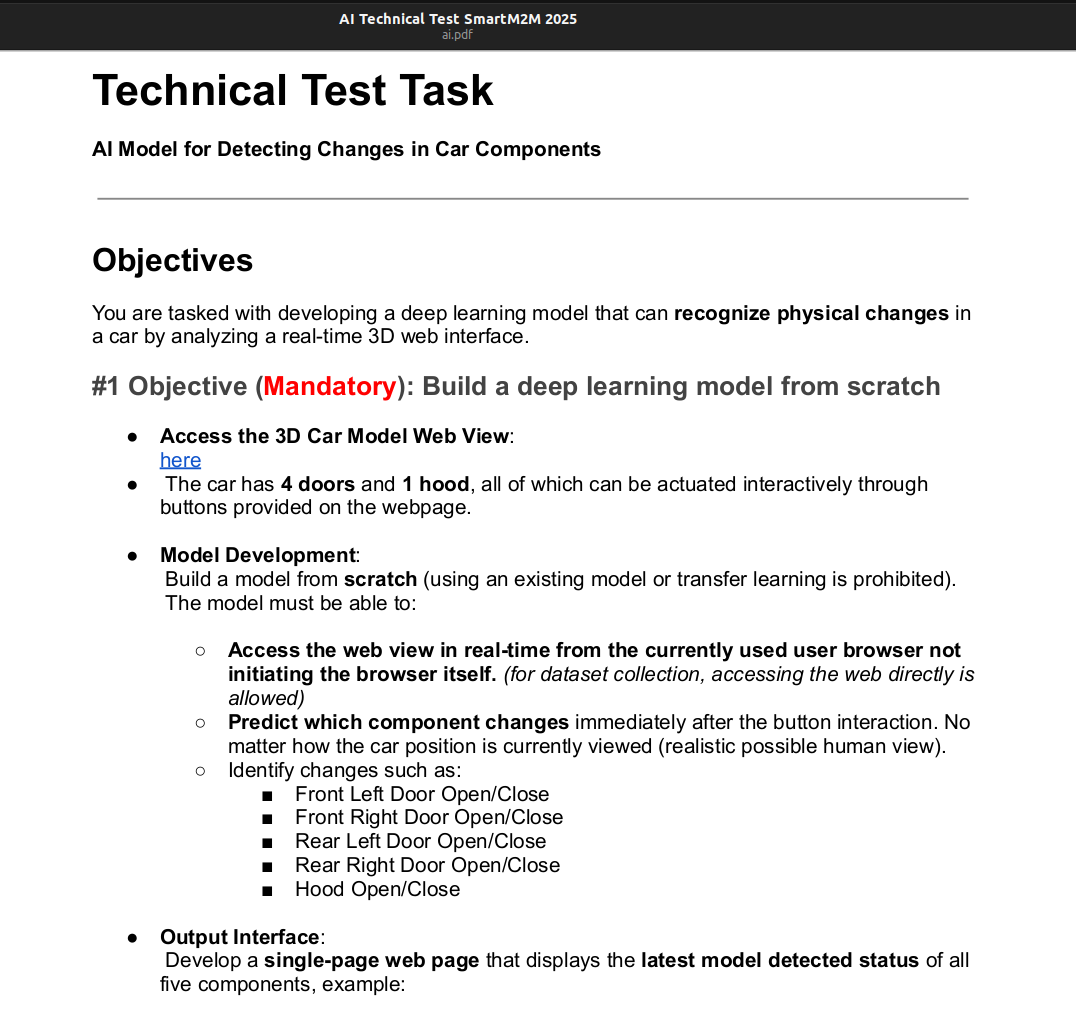 AI Technical Test SmartM2M 2025
ai.pdf
Technical Test Task
AI Model for Detecting Changes in Car Components
Objectives
You are tasked with developing a deep learning model that can recognize physical changes in
a car by analyzing a real-time 3D web interface.
#1 Objective (Mandatory): Build a deep learning model from scratch
● Access the 3D Car Model Web View:
here
● The car has 4 doors and 1 hood, all of which can be actuated interactively through
buttons provided on the webpage.
● Model Development:
Build a model from scratch (using an existing model or transfer learning is prohibited).
The model must be able to:
○ Access the web view in real-time from the currently used user browser not
initiating the browser itself. (for dataset collection, accessing the web directly is
allowed)
○ Predict which component changes immediately after the button interaction. No
matter how the car position is currently viewed (realistic possible human view).
○ Identify changes such as:
■ Front Left Door Open/Close
■ Front Right Door Open/Close
■ Rear Left Door Open/Close
■ Rear Right Door Open/Close
■ Hood Open/Close
● Output Interface:
Develop a single-page web page that displays the latest model detected status of all
five components, example: